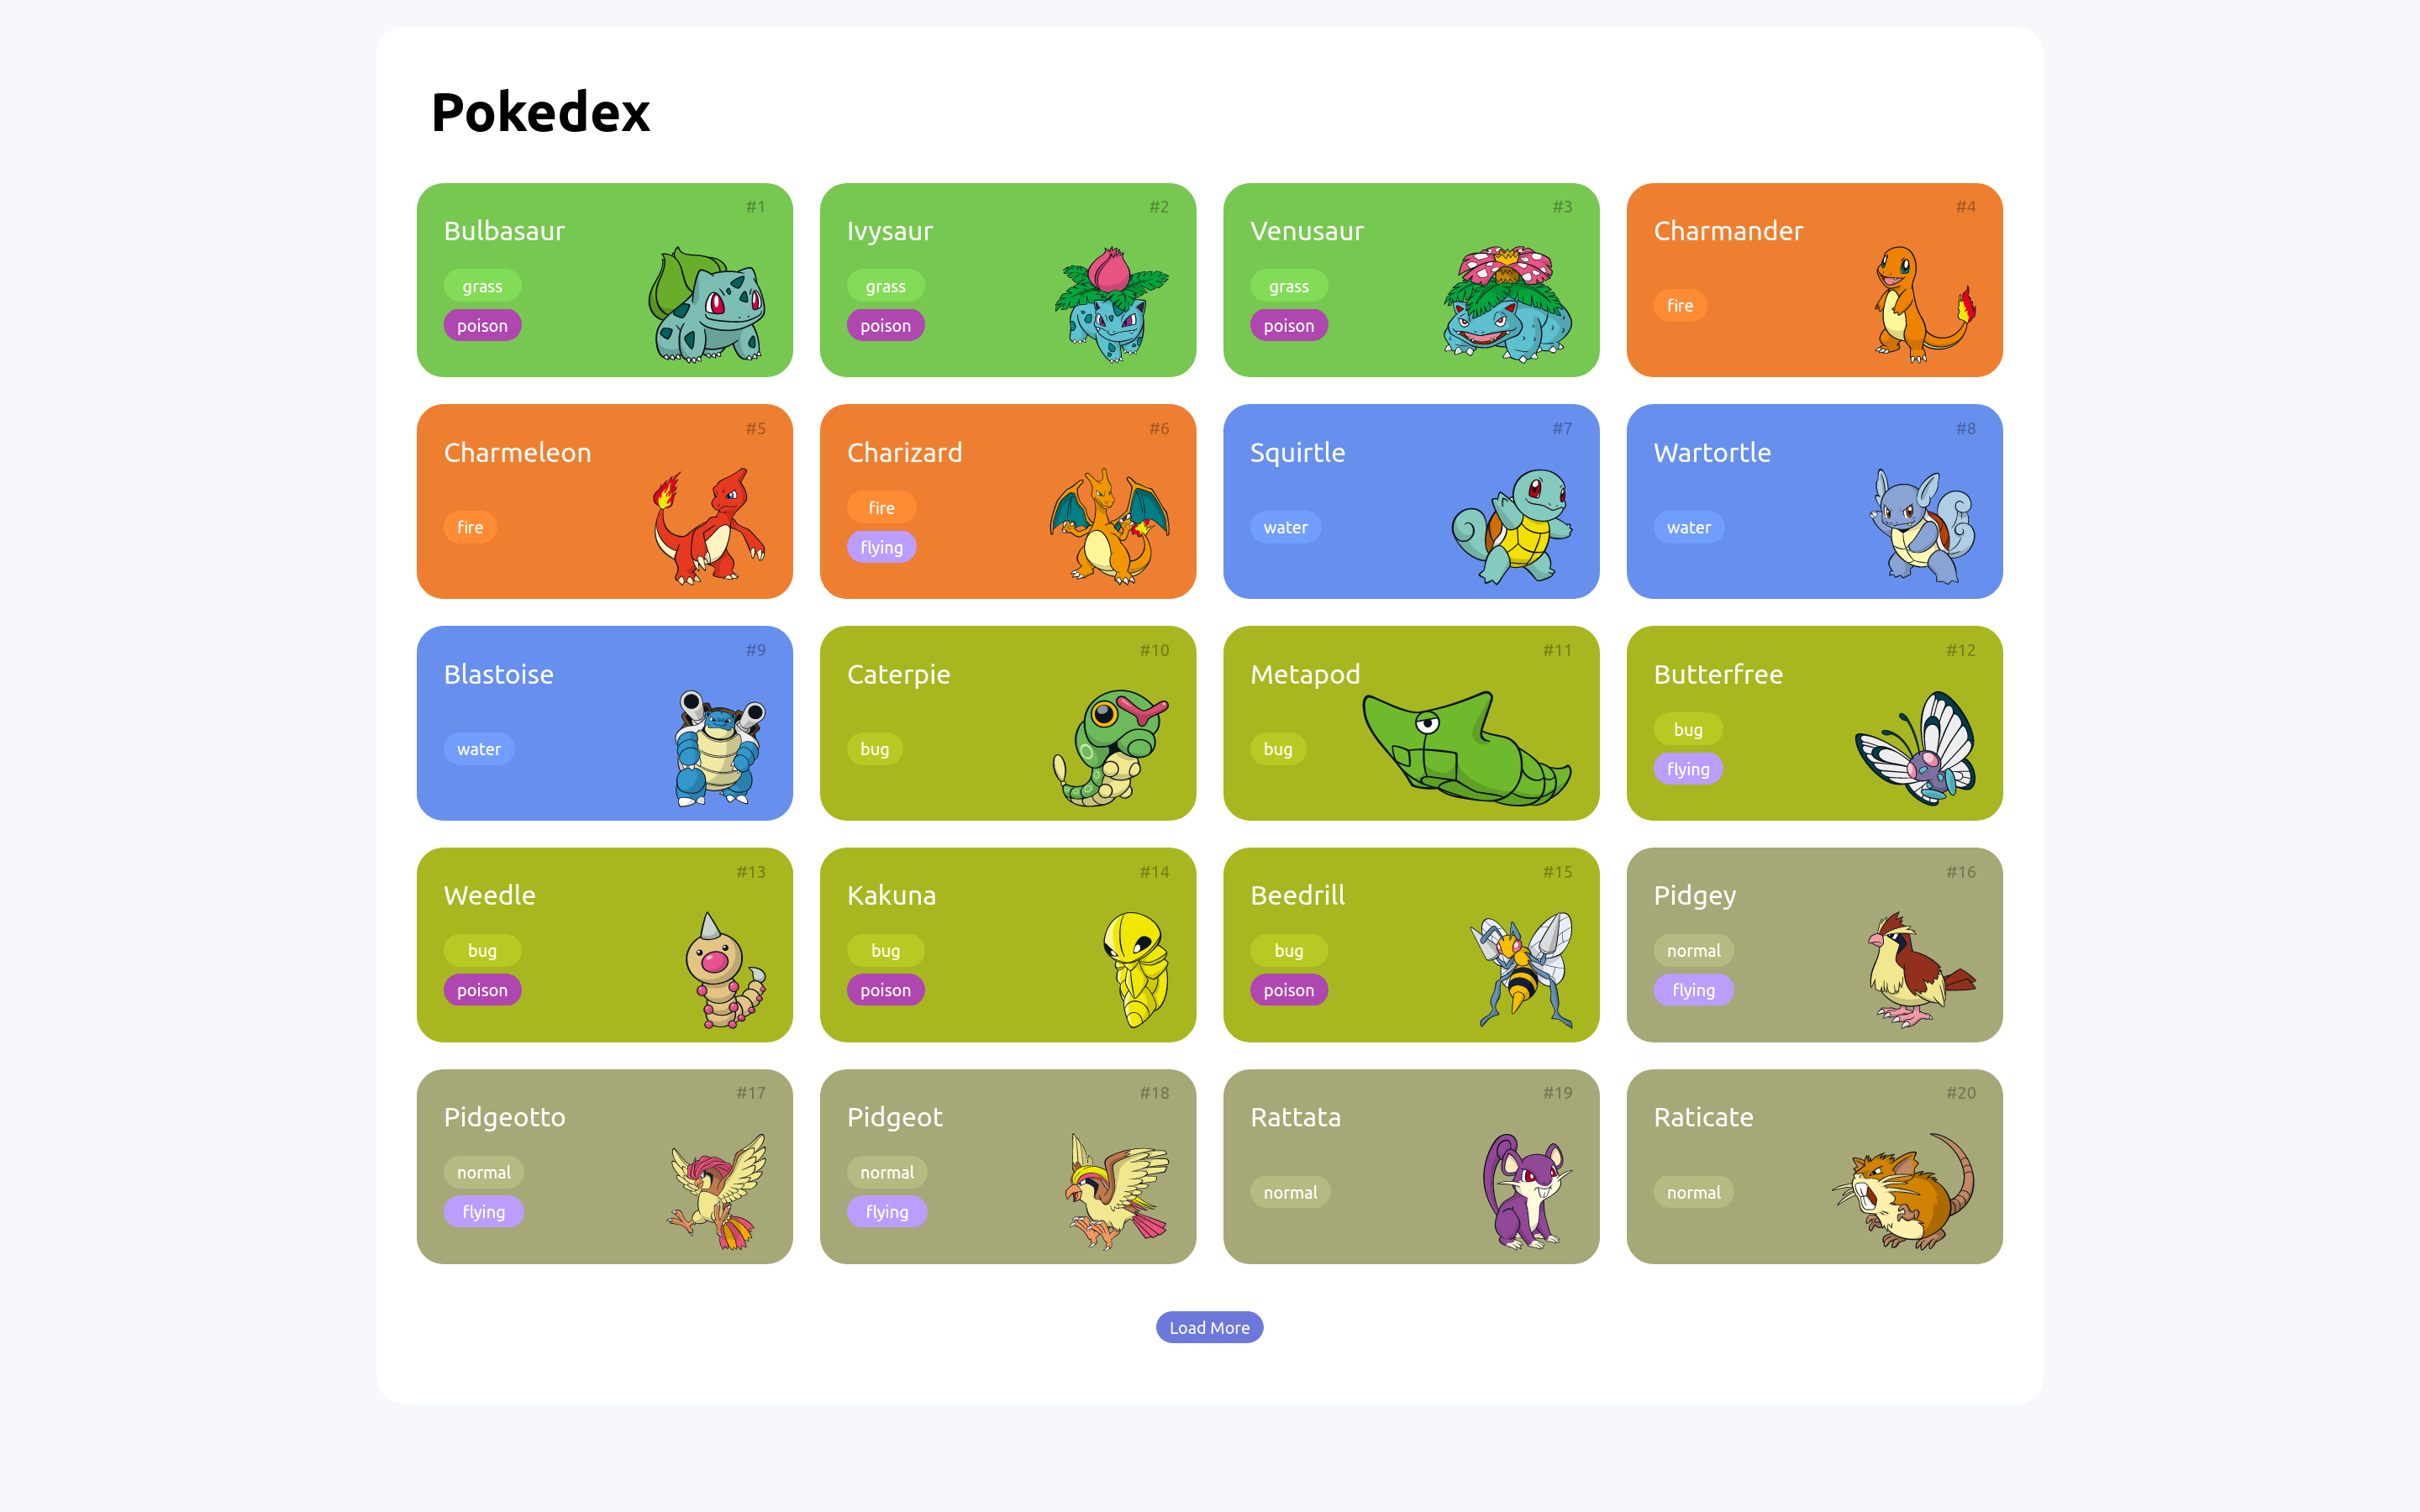 Pokedex
#1
Bulbasaur
grass
poison
#2
Ivysaur
grass
poison
#3
Venusaur
grass
poison
#4
Charmander
fire
#5
Charmeleon
fire
#6
Charizard
fire
flying
#7
Squirtle
water
#8
Wartortle
water
#9
Blastoise
water
#10
Caterpie
bug
#11
Metapod
bug
#12
Butterfree
bug
flying
#13
Weedle
bug
poison
#14
Kakuna
bug
poison
#15
Beedrill
bug
poison
#16
Pidgey
normal
flying
#17
Pidgeotto
normal
flying
#18
Pidgeot
normal
flying
#19
Rattata
normal
#20
Raticate
normal
Load More